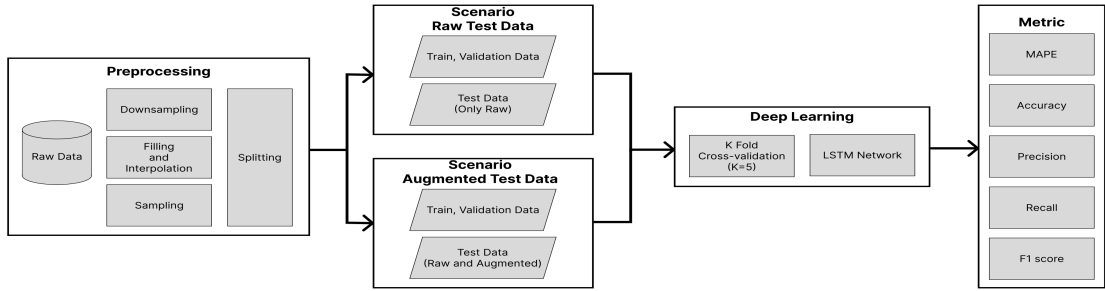 Preprocessing
Raw Data
Downsampling
Filling
and
Interpolation
Sampling
Splitting
Scenario
Raw Test Data
Train, Validation Data
Test Data
(Only Raw)
Scenario
Augmented Test Data
Train, Validation Data
Test Data
(Raw and Augmented)
Deep Learning
K Fold
Cross-validation
(K=5)
LSTM Network
Metric
MAPE
Accuracy
Precision
Recall
F1 score